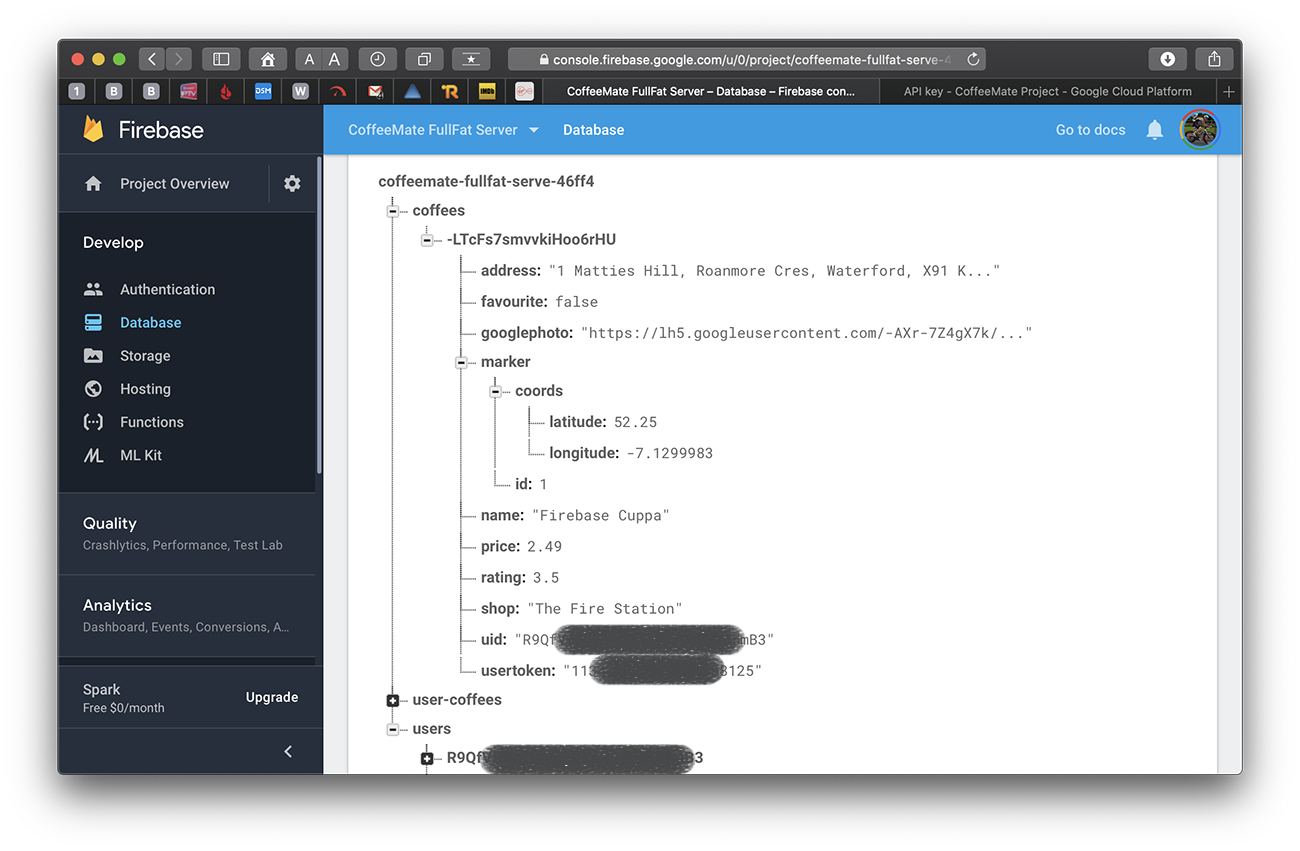 A A
console.firebase.google.com/u/0/project/coffeemate-fullfat-serve-4
1 B B DSM W TR IMDb
CoffeeMate FullFat Server – Database – Firebase con...
API key - CoffeeMate Project - Google Cloud Platform
Firebase
CoffeeMate FullFat Server
Database
Go to docs
Project Overview
Develop
Authentication
Database
Storage
Hosting
Functions
ML Kit
Quality
Crashlytics, Performance, Test Lab
Analytics
Dashboard, Events, Conversions, A...
Spark
Free $0/month
Upgrade
coffeemate-fullfat-serve-46ff4
coffees
-LTcFs7smvvkiHoo6rHU
address: "1 Matties Hill, Roanmore Cres, Waterford, X91 K..."
favourite: false
googlephoto: "https://lh5.googleusercontent.com/-AXr-7Z4gX7k/..."
marker
coords
latitude: 52.25
longitude: -7.1299983
id: 1
name: "Firebase Cuppa"
price: 2.49
rating: 3.5
shop: "The Fire Station"
uid: "R9Qf mB3"
usertoken: "11 3125"
user-coffees
users
R9Qf 3